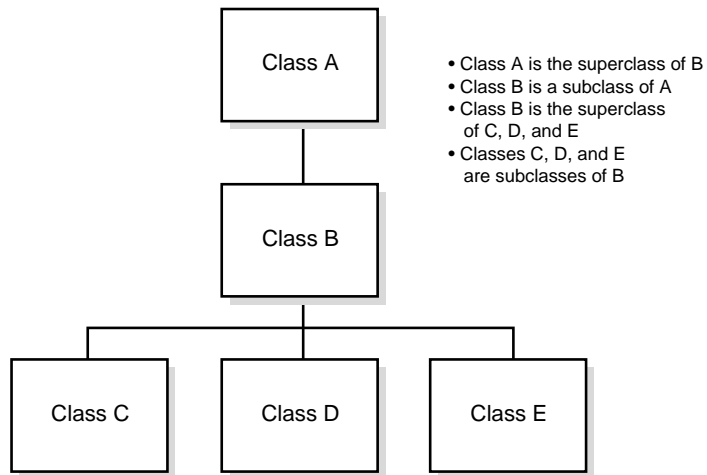 Class A
• Class A is the superclass of B
• Class B is a subclass of A
• Class B is the superclass
of C, D, and E
• Classes C, D, and E
are subclasses of B
Class B
Class C
Class D
Class E